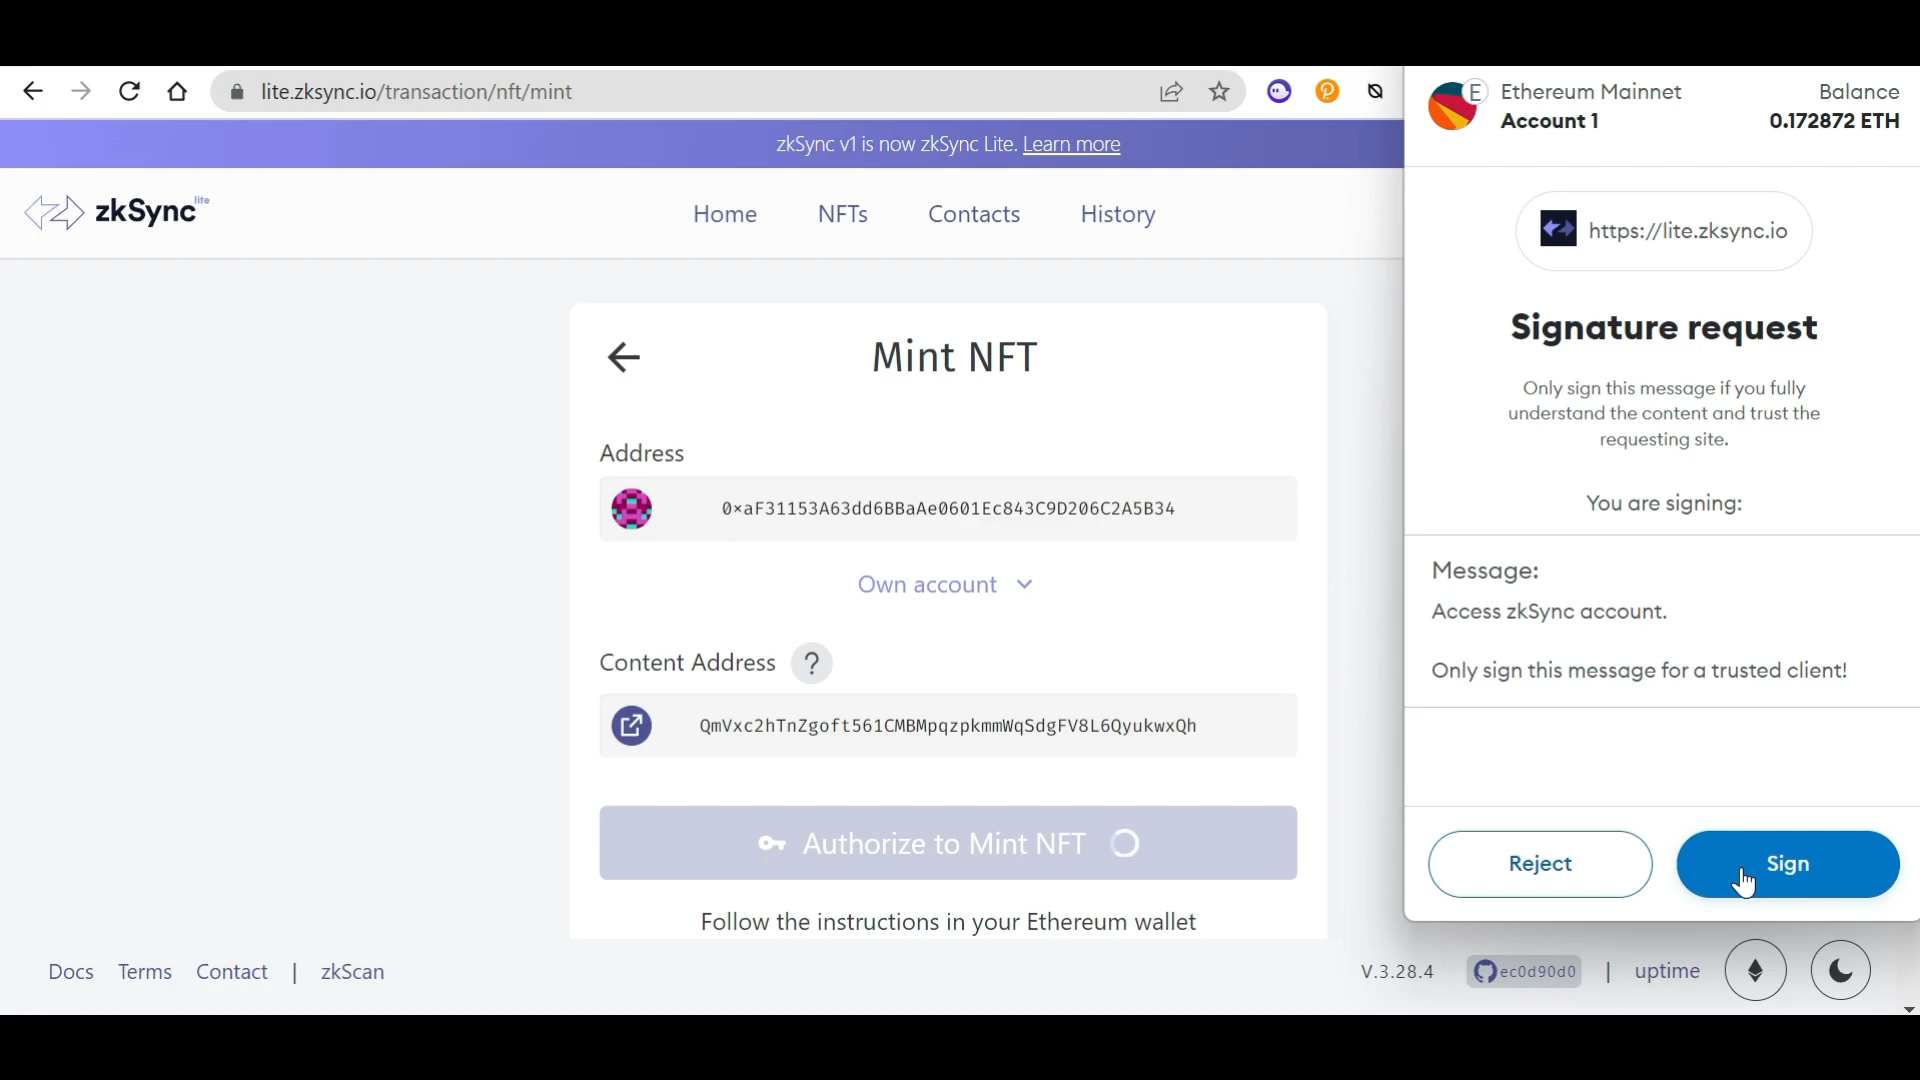 lite.zksync.io/transaction/nft/mint
zkSync v1 is now zkSync Lite. Learn more
zkSync lite
Home NFTs Contacts History
Mint NFT
Address
0xaF31153A63dd6BBaAe0601Ec843C9D206C2A5B34
Own account
Content Address ?
QmVxc2hTnZgoft561CMBMpqzpkmmWqSdgFV8L6QyukwxQh
Authorize to Mint NFT
Follow the instructions in your Ethereum wallet
Docs Terms Contact | zkScan
V.3.28.4 ec0d90d0 | uptime
E Ethereum Mainnet Balance
Account 1 0.172872 ETH
https://lite.zksync.io
Signature request
Only sign this message if you fully
understand the content and trust the
requesting site.
You are signing:
Message:
Access zkSync account.
Only sign this message for a trusted client!
Reject Sign